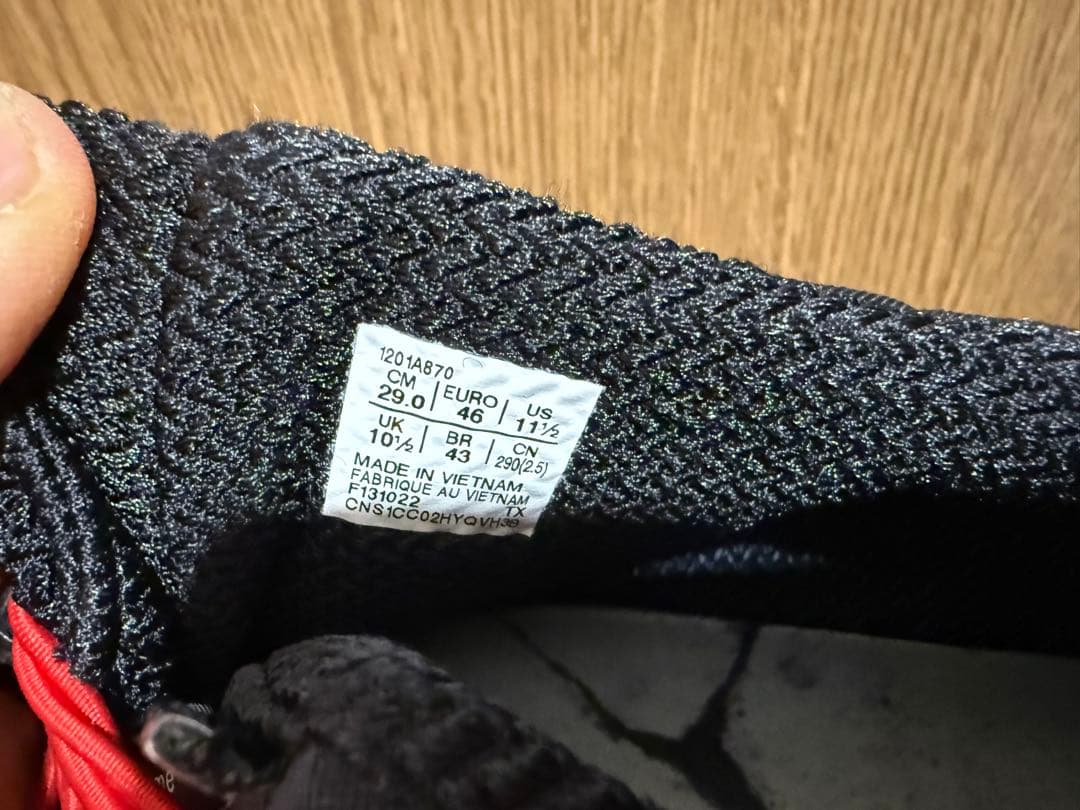 1201A870
CM EURO US
29.0 46 11½
UK BR CN
10½ 43 290(2.5)
MADE IN VIETNAM
FABRIQUE AU VIETNAM
F131022 TX
CNS1CC02HYQVH3B